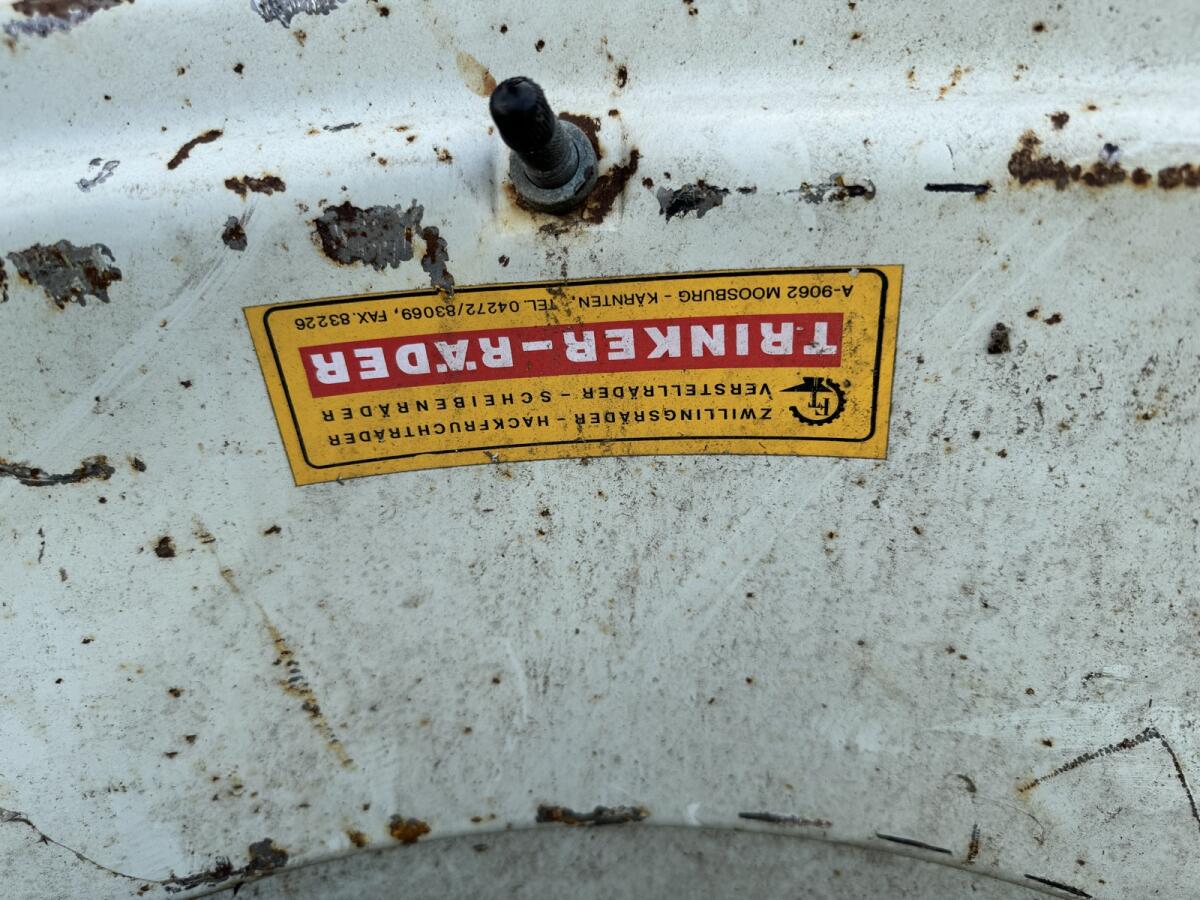 ZWILLINGSRÄDER - HACKFRUCHTRÄDER
VERSTELLRÄDER - SCHEIBENRÄDER
TRINKER-RÄDER
A-9062 MOOSBURG - KÄRNTEN, TEL. 04272/83069, FAX.83226